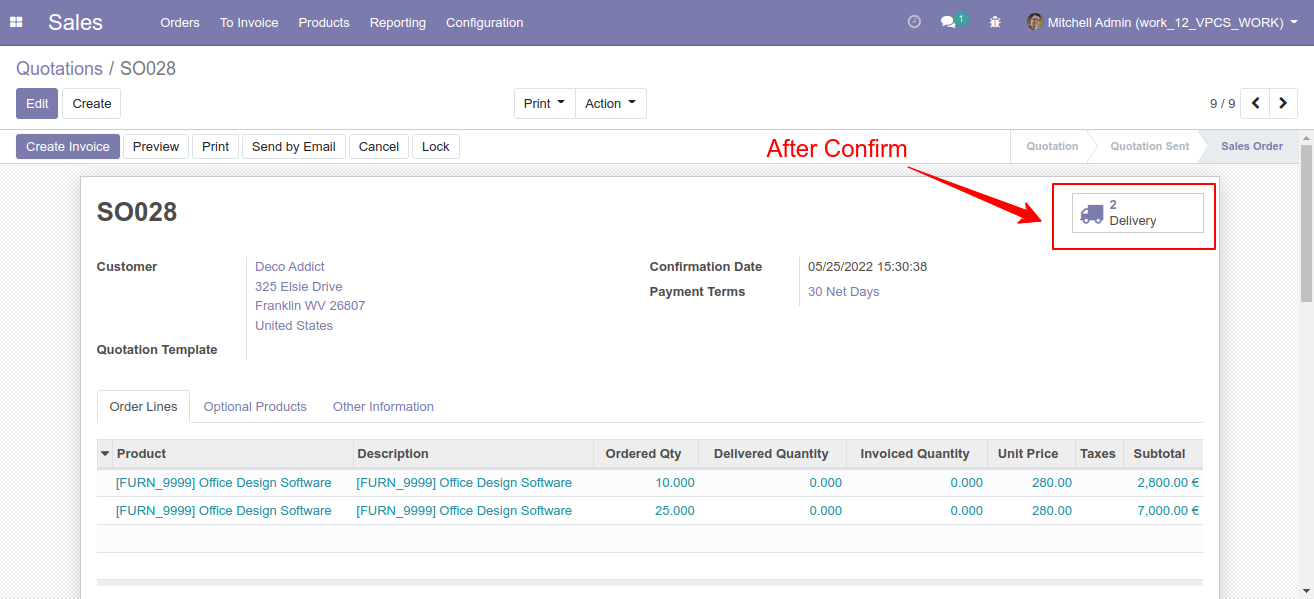 Sales Orders To Invoice Products Reporting Configuration 1 Mitchell Admin (work_12_VPCS_WORK)
Quotations / SO028
Edit Create Print Action 9 / 9
Create Invoice Preview Print Send by Email Cancel Lock After Confirm Quotation Quotation Sent Sales Order
2
SO028 Delivery
Customer Deco Addict Confirmation Date 05/25/2022 15:30:38
325 Elsie Drive Payment Terms 30 Net Days
Franklin WV 26807
United States
Quotation Template
Order Lines Optional Products Other Information
Product Description Ordered Qty Delivered Quantity Invoiced Quantity Unit Price Taxes Subtotal
[FURN_9999] Office Design Software [FURN_9999] Office Design Software 10.000 0.000 0.000 280.00 2,800.00 €
[FURN_9999] Office Design Software [FURN_9999] Office Design Software 25.000 0.000 0.000 280.00 7,000.00 €